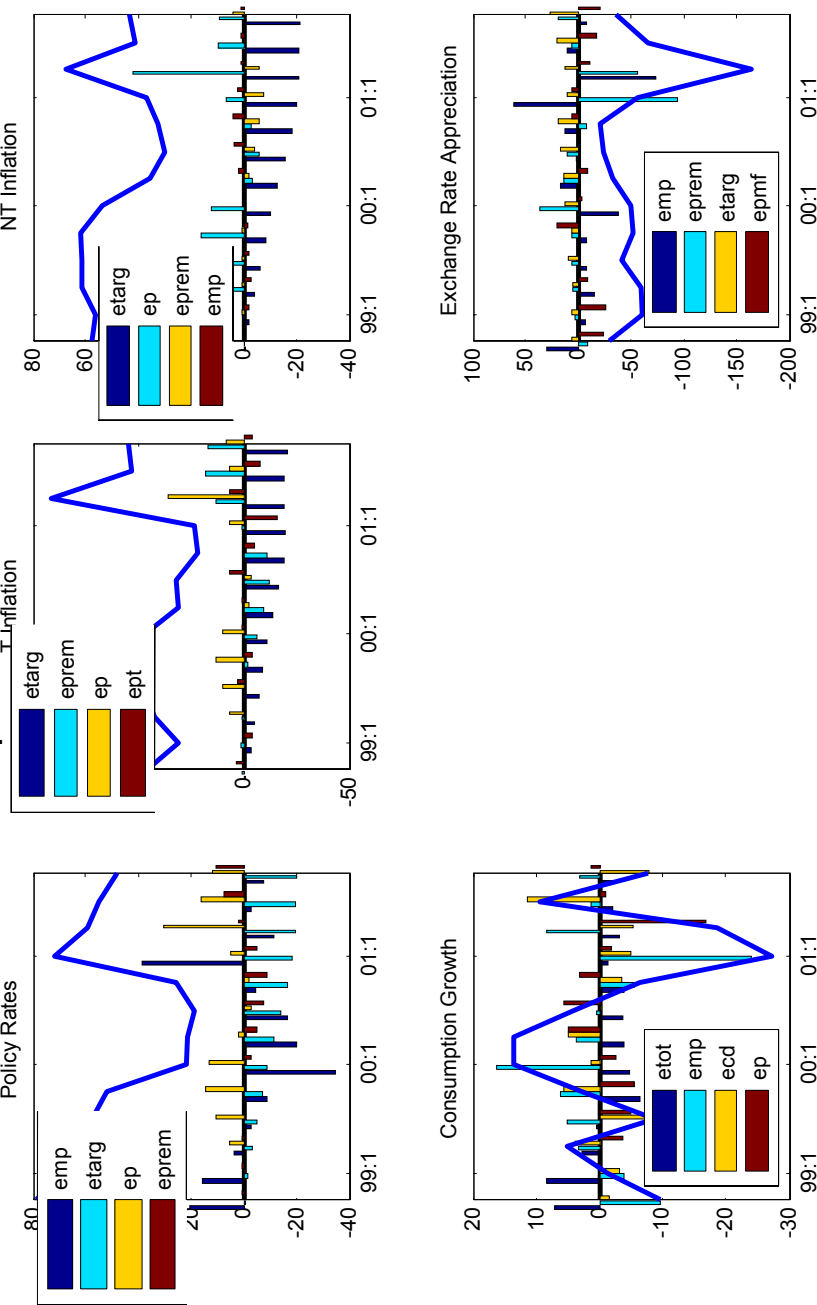 Policy Rates
80
20
0
-20
-40
99:1
00:1
01:1
emp
etarg
ep
eprem
T Inflation
0
-50
99:1
00:1
01:1
etarg
eprem
ep
ept
NT Inflation
80
60
0
-20
-40
99:1
00:1
01:1
etarg
ep
eprem
emp
Consumption Growth
20
10
0
-10
-20
-30
99:1
00:1
01:1
etot
emp
ecd
ep
Exchange Rate Appreciation
100
50
0
-50
-100
-150
-200
99:1
00:1
01:1
emp
eprem
etarg
epmf